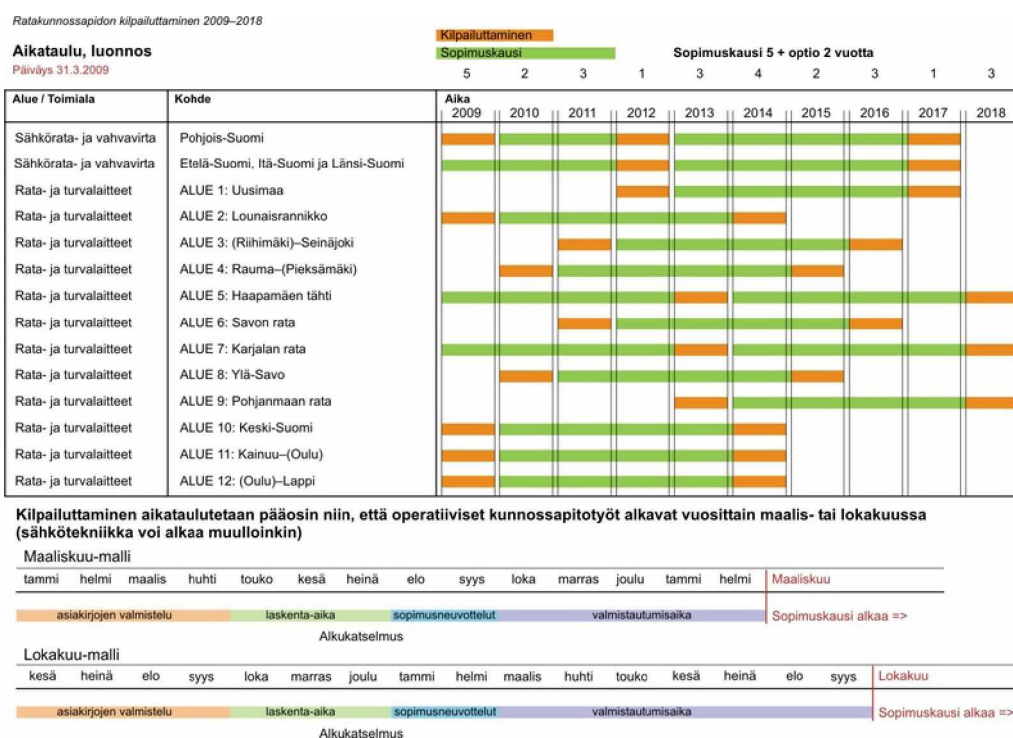 Ratakunnossapidon kilpailuttaminen 2009–2018
Kilpailuttaminen
Aikataulu, luonnos
Sopimuskausi
Sopimuskausi 5 + optio 2 vuotta
Päiväys 31.3.2009
5 2 3 1 3 4 2 3 1 3
Alue / Toimiala Kohde Aika
2009 2010 2011 2012 2013 2014 2015 2016 2017 2018
Sähkörata- ja vahvavirta Pohjois-Suomi
Sähkörata- ja vahvavirta Etelä-Suomi, Itä-Suomi ja Länsi-Suomi
Rata- ja turvalaitteet ALUE 1: Uusimaa
Rata- ja turvalaitteet ALUE 2: Lounaisrannikko
Rata- ja turvalaitteet ALUE 3: (Riihimäki)–Seinäjoki
Rata- ja turvalaitteet ALUE 4: Rauma–(Pieksämäki)
Rata- ja turvalaitteet ALUE 5: Haapamäen tähti
Rata- ja turvalaitteet ALUE 6: Savon rata
Rata- ja turvalaitteet ALUE 7: Karjalan rata
Rata- ja turvalaitteet ALUE 8: Ylä-Savo
Rata- ja turvalaitteet ALUE 9: Pohjanmaan rata
Rata- ja turvalaitteet ALUE 10: Keski-Suomi
Rata- ja turvalaitteet ALUE 11: Kainuu–(Oulu)
Rata- ja turvalaitteet ALUE 12: (Oulu)–Lappi
Kilpailuttaminen aikataulutetaan pääosin niin, että operatiiviset kunnossapitotyöt alkavat vuosittain maalis- tai lokakuussa
(sähkötekniikka voi alkaa muulloinkin)
Maaliskuu-malli
tammi helmi maalis huhti touko kesä heinä elo syys loka marras joulu tammi helmi Maaliskuu
asiakirjojen valmistelu laskenta-aika sopimusneuvottelut valmistautumisaika Sopimuskausi alkaa =>
Alkukatselmus
Lokakuu-malli
kesä heinä elo syys loka marras joulu tammi helmi maalis huhti touko kesä heinä elo syys Lokakuu
asiakirjojen valmistelu laskenta-aika sopimusneuvottelut valmistautumisaika Sopimuskausi alkaa =>
Alkukatselmus